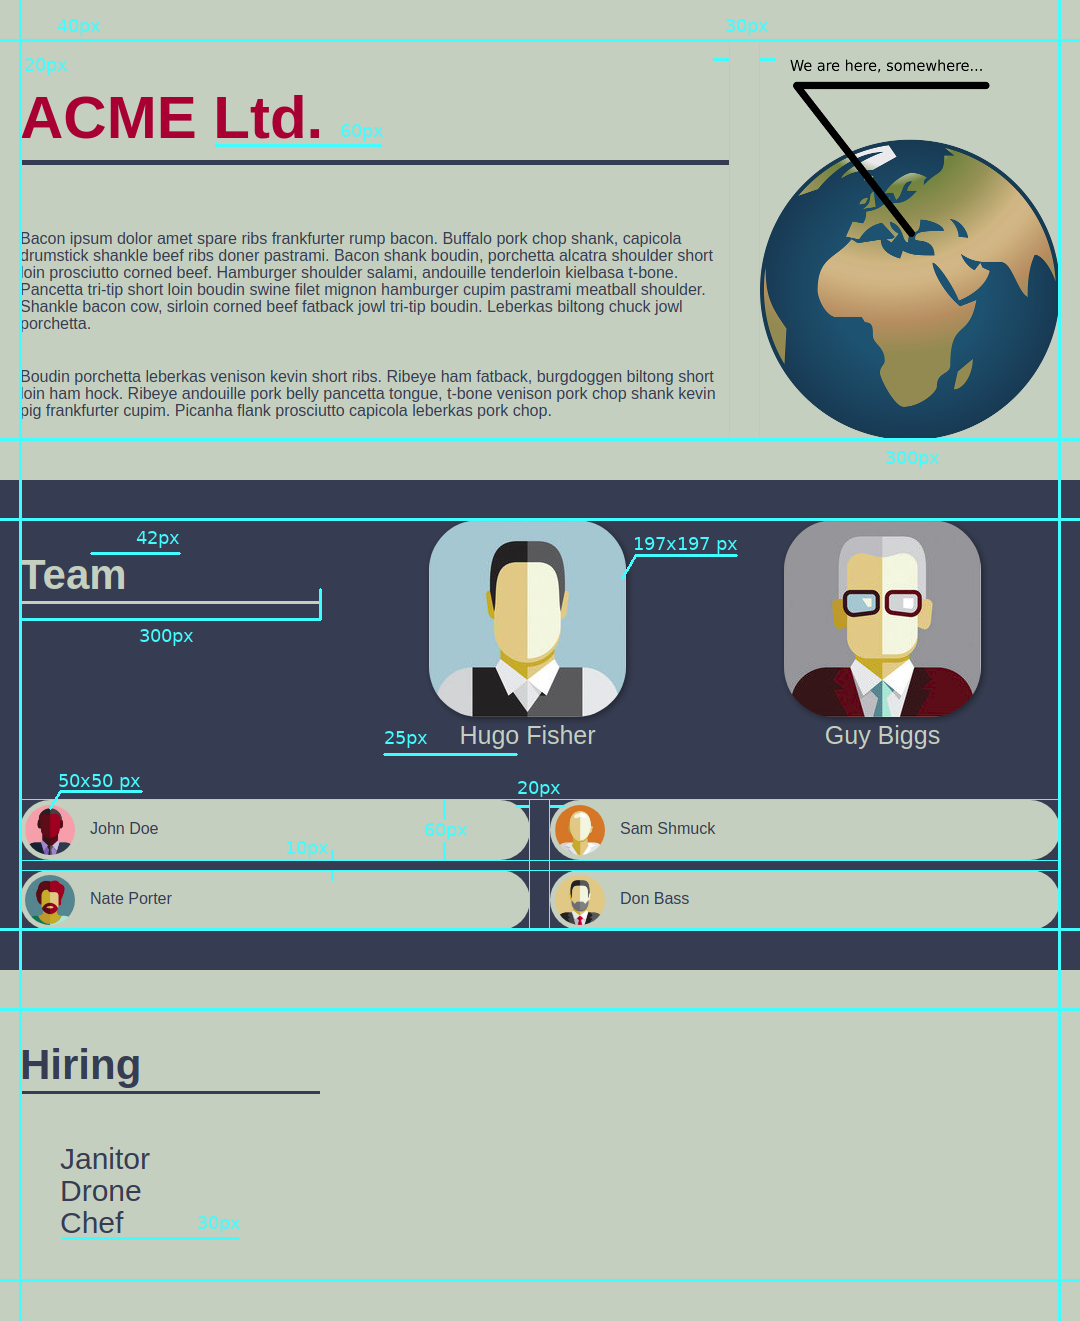 40px
30px
20px
We are here, somewhere...
ACME Ltd.
60px
Bacon ipsum dolor amet spare ribs frankfurter rump bacon. Buffalo pork chop shank, capicola
drumstick shankle beef ribs doner pastrami. Bacon shank boudin, porchetta alcatra shoulder short
loin prosciutto corned beef. Hamburger shoulder salami, andouille tenderloin kielbasa t-bone.
Pancetta tri-tip short loin boudin swine filet mignon hamburger cupim pastrami meatball shoulder.
Shankle bacon cow, sirloin corned beef fatback jowl tri-tip boudin. Leberkas biltong chuck jowl
porchetta.
Boudin porchetta leberkas venison kevin short ribs. Ribeye ham fatback, burgdoggen biltong short
loin ham hock. Ribeye andouille pork belly pancetta tongue, t-bone venison pork chop shank kevin
pig frankfurter cupim. Picanha flank prosciutto capicola leberkas pork chop.
300px
42px
197x197 px
Team
300px
25px
Hugo Fisher
Guy Biggs
50x50 px
20px
John Doe
60px
Sam Shmuck
10px
Nate Porter
Don Bass
Hiring
Janitor
Drone
Chef
30px